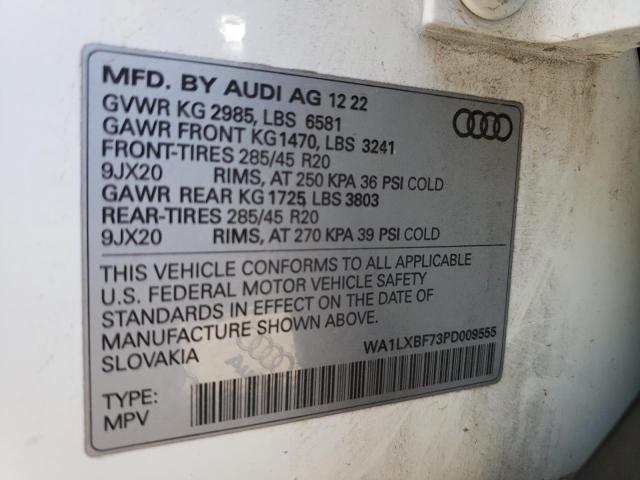 MFD. BY AUDI AG 12 22
GVWR KG 2985, LBS 6581
GAWR FRONT KG1470, LBS 3241
FRONT-TIRES 285/45 R20
9JX20 RIMS, AT 250 KPA 36 PSI COLD
GAWR REAR KG 1725, LBS 3803
REAR-TIRES 285/45 R20
9JX20 RIMS, AT 270 KPA 39 PSI COLD
THIS VEHICLE CONFORMS TO ALL APPLICABLE
U.S. FEDERAL MOTOR VEHICLE SAFETY
STANDARDS IN EFFECT ON THE DATE OF
MANUFACTURE SHOWN ABOVE.
SLOVAKIA
WA1LXBF73PD009555
TYPE:
MPV